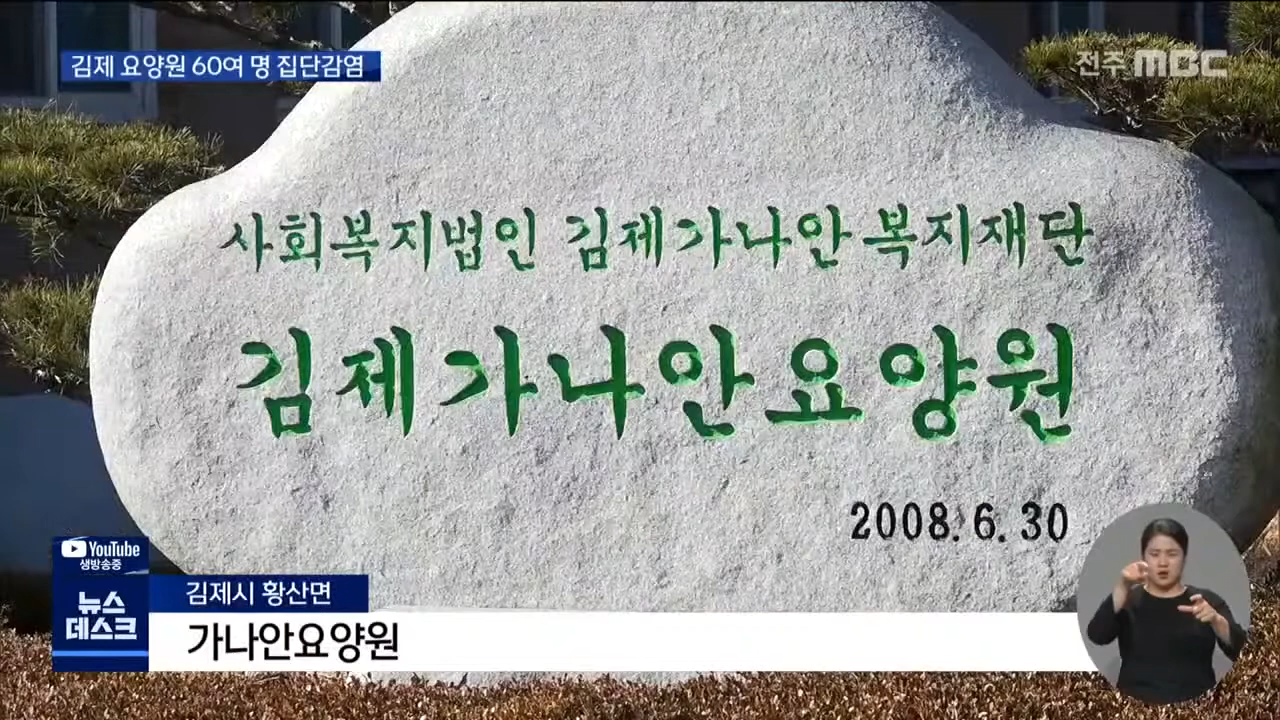 김제 요양원 60여 명 집단감염
전주 MBC
사회복지법인 김제가나안복지재단
김제가나안요양원
2008. 6. 30
YouTube
생방송중
뉴스
데스크
김제시 황산면
가나안요양원